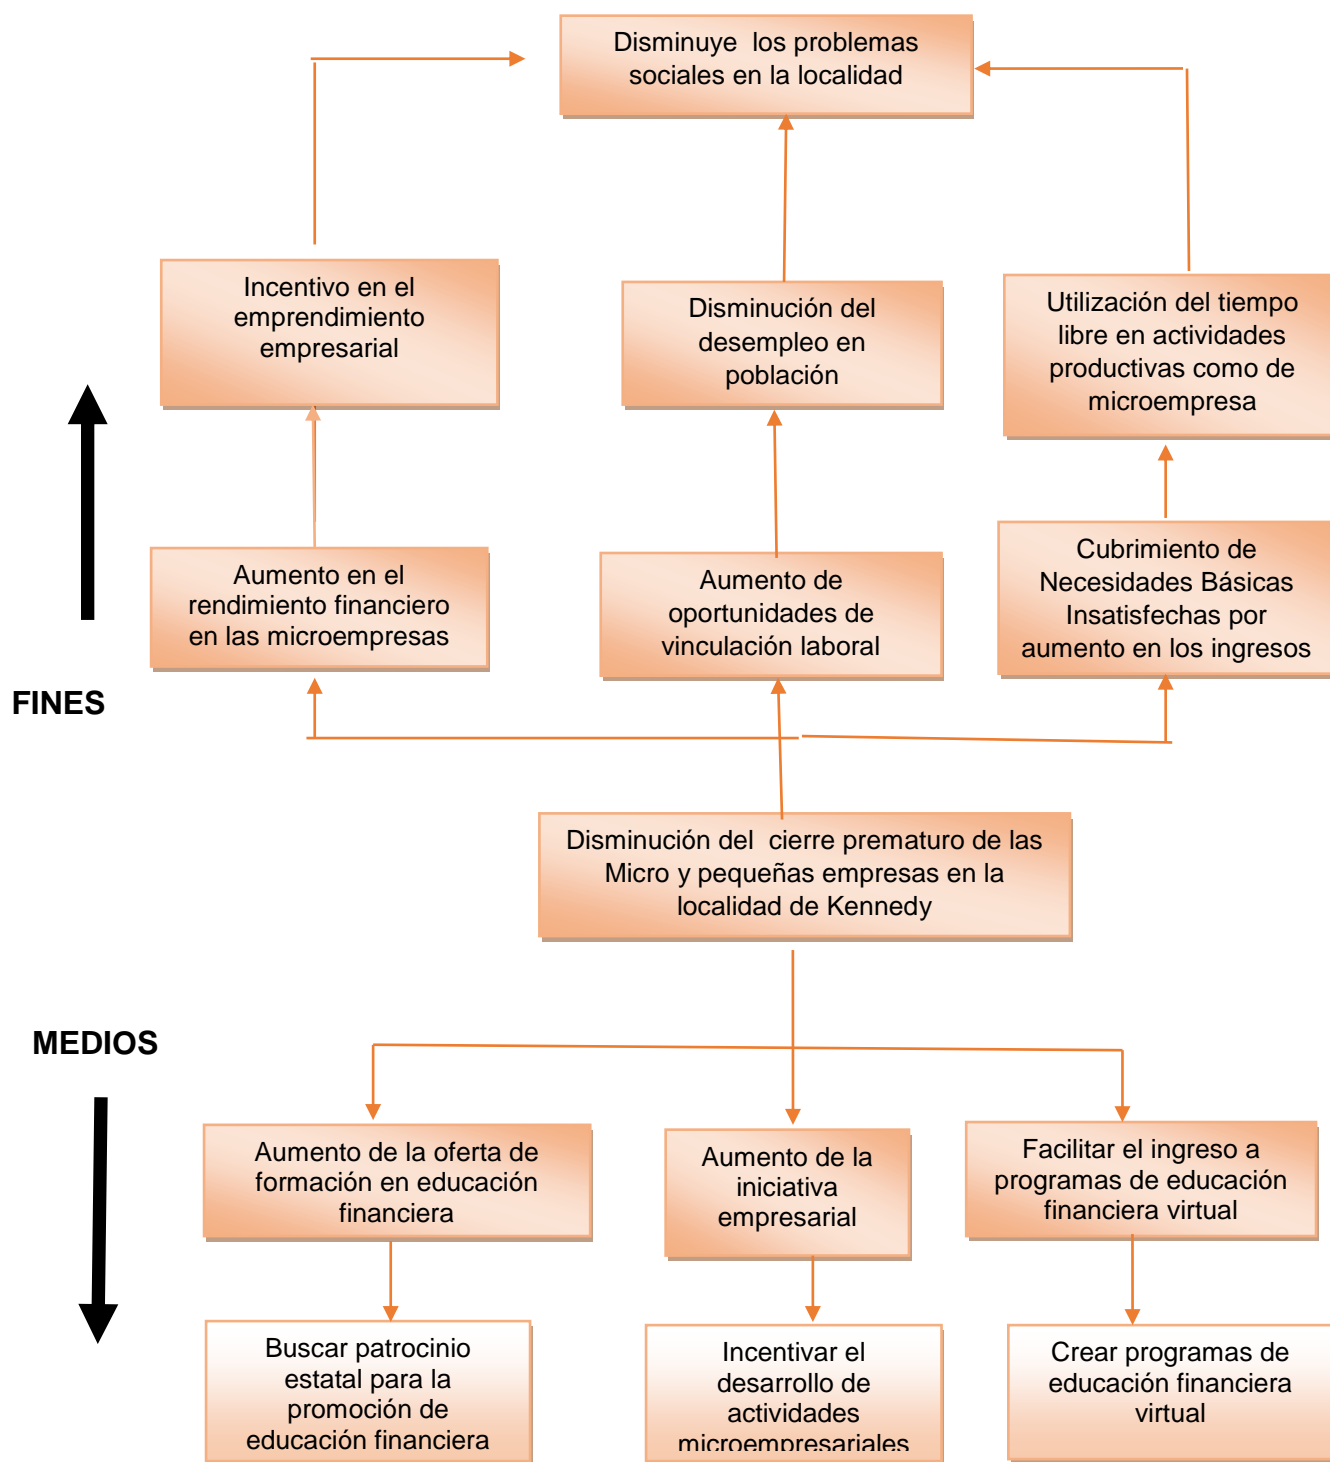 Disminuye  los problemas
sociales en la localidad
Incentivo en el
emprendimiento
empresarial
Disminución del
desempleo en
población
Utilización del tiempo
libre en actividades
productivas como de
microempresa
Aumento en el
rendimiento financiero
en las microempresas
Aumento de
oportunidades de
vinculación laboral
Cubrimiento de
Necesidades Básicas
Insatisfechas por
aumento en los ingresos
FINES
Disminución del  cierre prematuro de las
Micro y pequeñas empresas en la
localidad de Kennedy
MEDIOS
Aumento de la oferta de
formación en educación
financiera
Aumento de la
iniciativa
empresarial
Facilitar el ingreso a
programas de educación
financiera virtual
Buscar patrocinio
estatal para la
promoción de
educación financiera
Incentivar el
desarrollo de
actividades
microempresariales
Crear programas de
educación financiera
virtual